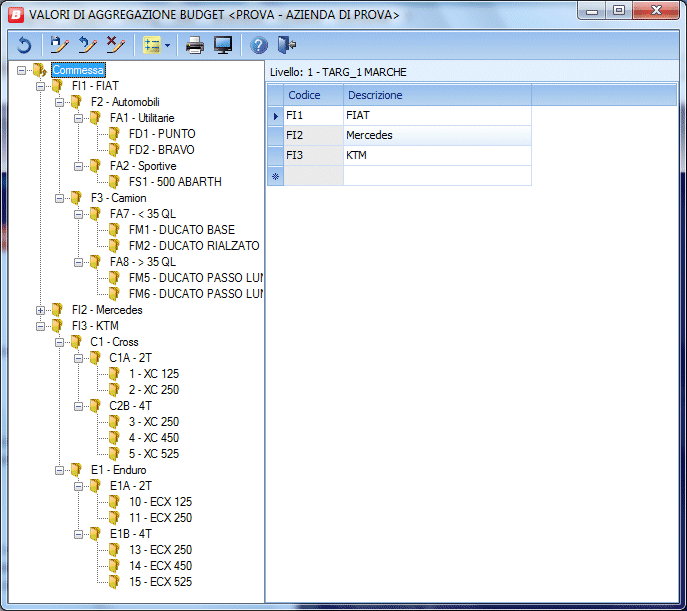 VALORI DI AGGREGAZIONE BUDGET <PROVA - AZIENDA DI PROVA>
Commessa
FI1 - FIAT
F2 - Automobili
FA1 - Utilitarie
FD1 - PUNTO
FD2 - BRAVO
FA2 - Sportive
FS1 - 500 ABARTH
F3 - Camion
FA7 - < 35 QL
FM1 - DUCATO BASE
FM2 - DUCATO RIALZATO
FA8 - > 35 QL
FM5 - DUCATO PASSO LUN
FM6 - DUCATO PASSO LUN
FI2 - Mercedes
FI3 - KTM
C1 - Cross
C1A - 2T
1 - XC 125
2 - XC 250
C2B - 4T
3 - XC 250
4 - XC 450
5 - XC 525
E1 - Enduro
E1A - 2T
10 - ECX 125
11 - ECX 250
E1B - 4T
13 - ECX 250
14 - ECX 450
15 - ECX 525
Livello: 1 - TARG_1 MARCHE
Codice Descrizione
FI1 FIAT
FI2 Mercedes
FI3 KTM